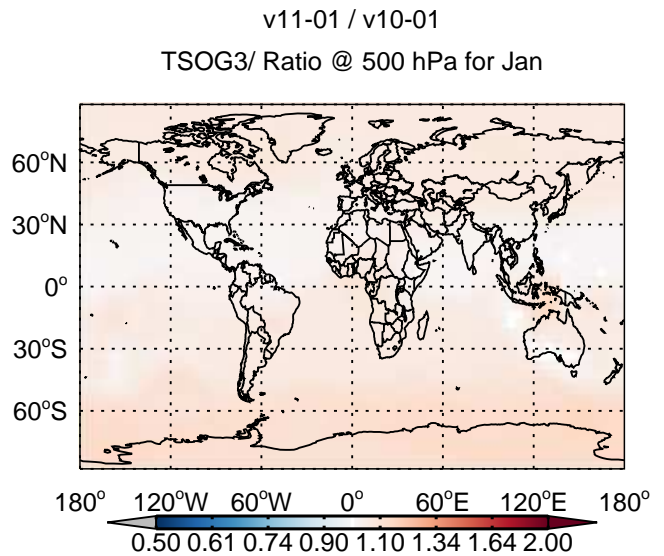 v11-01 / v10-01
TSOG3/ Ratio @ 500 hPa for Jan
60°N
30°N
0°
30°S
60°S
180° 120°W 60°W 0° 60°E 120°E 180°
0.50 0.61 0.74 0.90 1.10 1.34 1.64 2.00